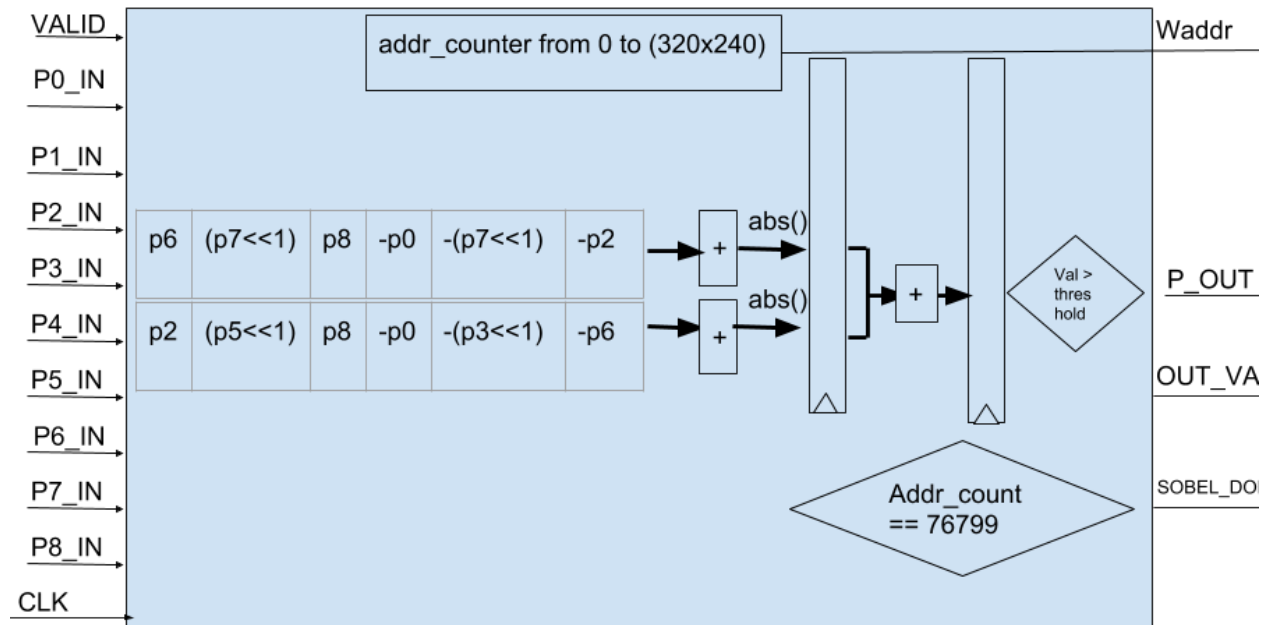 VALID
P0_IN
P1_IN
P2_IN
P3_IN
P4_IN
P5_IN
P6_IN
P7_IN
P8_IN
CLK
addr_counter from 0 to (320x240)
p6 (p7<<1) p8 -p0 -(p7<<1) -p2
+ abs()
p2 (p5<<1) p8 -p0 -(p3<<1) -p6
+ abs()
+
Val >
thres
hold
Addr_count
== 76799
Waddr
P_OUT
OUT_VA
SOBEL_DO